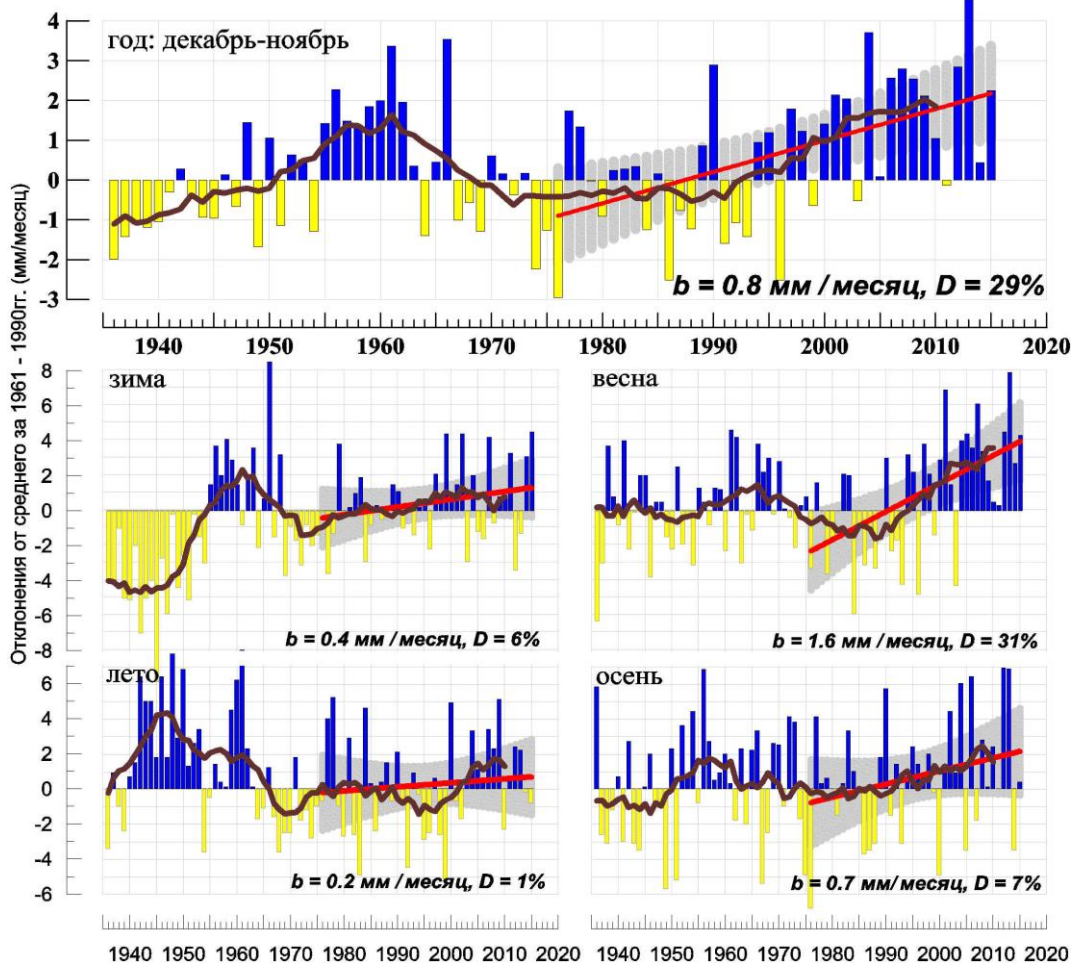 Отклонения от среднего за 1961 - 1990гг. (мм/месяц)
год: декабрь-ноябрь
4
3
2
1
0
-1
-2
-3
b = 0.8 мм / месяц, D = 29%
1940 1950 1960 1970 1980 1990 2000 2010 2020
8
6
4
2
0
-2
-4
-6
-8
зима
b = 0.4 мм / месяц, D = 6%
весна
b = 1.6 мм / месяц, D = 31%
6
4
2
0
-2
-4
-6
лето
b = 0.2 мм / месяц, D = 1%
осень
b = 0.7 мм/ месяц, D = 7%
1940 1950 1960 1970 1980 1990 2000 2010 2020
1940 1950 1960 1970 1980 1990 2000 2010 2020